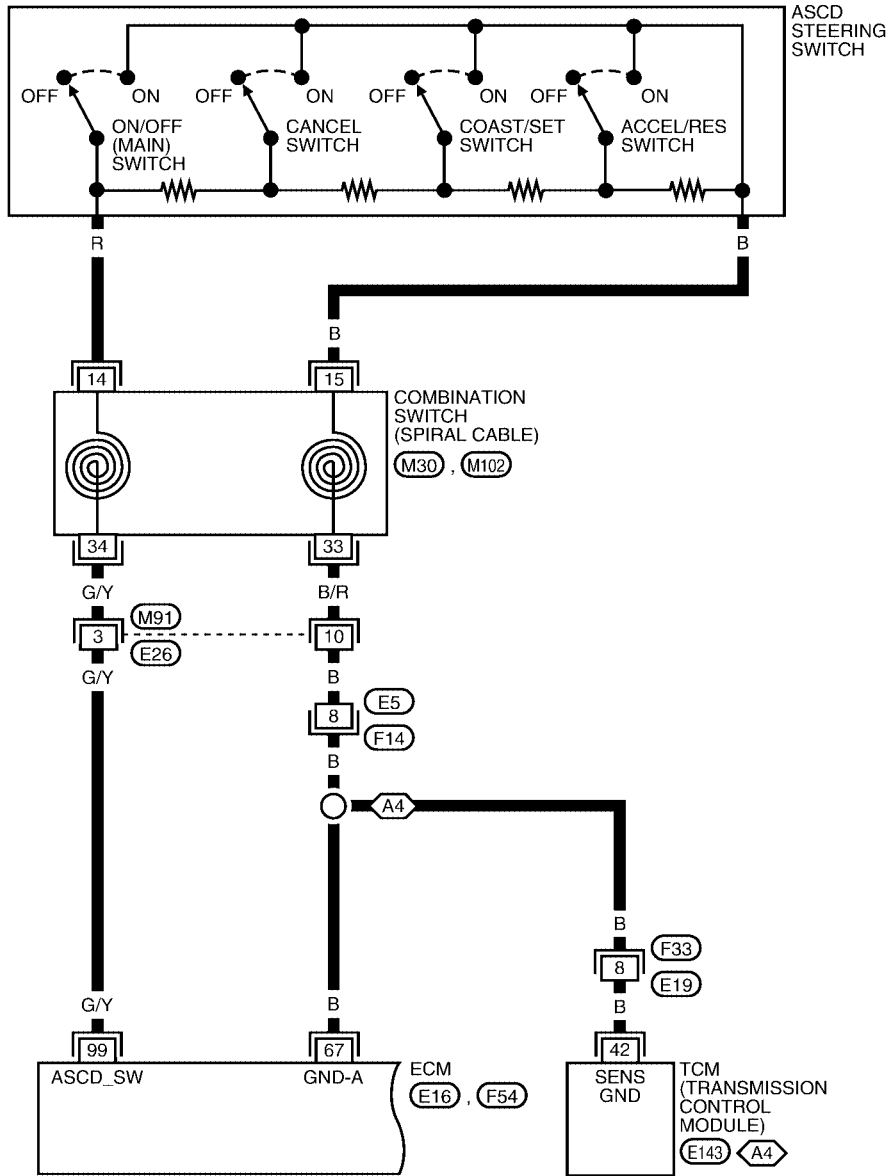 ASCD
STEERING
SWITCH
OFF
ON
OFF
ON
OFF
ON
OFF
ON
ON/OFF
(MAIN)
SWITCH
CANCEL
SWITCH
COAST/SET
SWITCH
ACCEL/RES
SWITCH
R
B
B
14
15
COMBINATION
SWITCH
(SPIRAL CABLE)
M30 , M102
34
33
G/Y
B/R
3
M91
E26
10
G/Y
B
8
E5
F14
B
A4
B
8
F33
E19
G/Y
B
B
99
67
42
ASCD_SW
GND-A
ECM
E16 , F54
SENS
GND
TCM
(TRANSMISSION
CONTROL
MODULE)
E143 A4